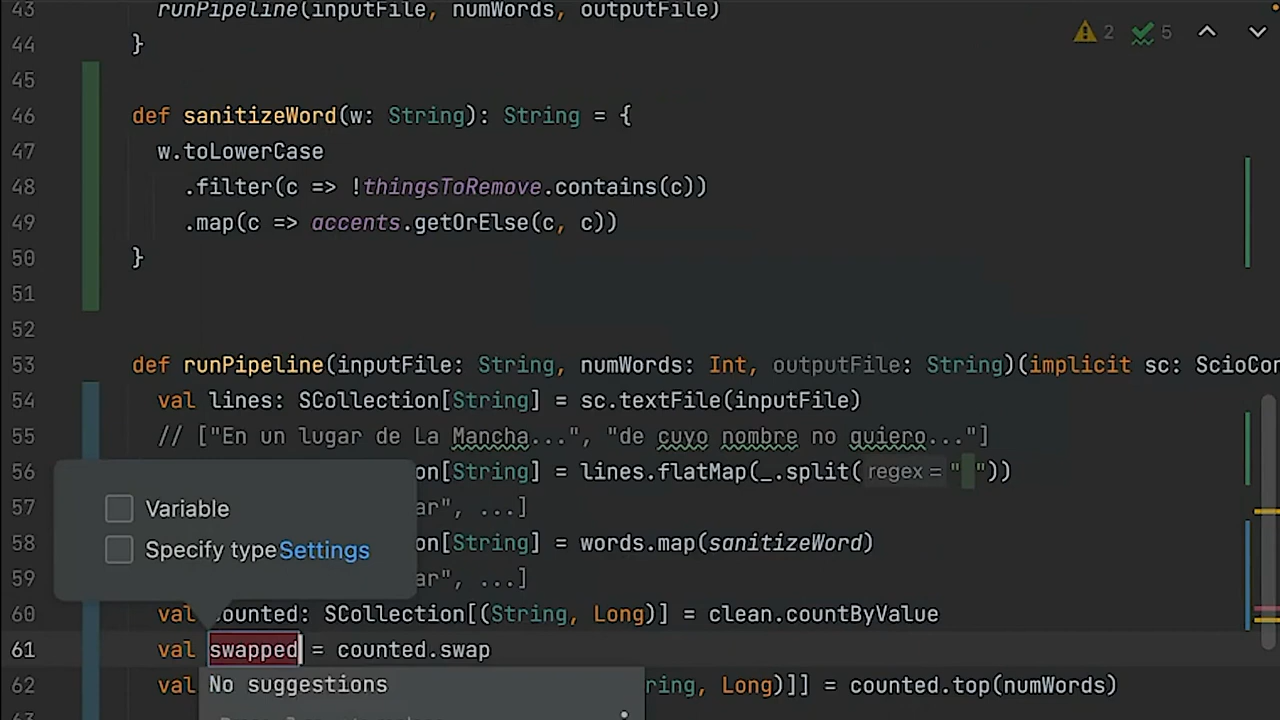 43 runPipeline(inputFile, numWords, outputFile)
44 }
2 5
45
46 def sanitizeWord(w: String): String = {
47 w.toLowerCase
48 .filter(c => !thingsToRemove.contains(c))
49 .map(c => accents.getOrElse(c, c))
50 }
51
52
53 def runPipeline(inputFile: String, numWords: Int, outputFile: String)(implicit sc: ScioCon
54 val lines: SCollection[String] = sc.textFile(inputFile)
55 // ["En un lugar de La Mancha...", "de cuyo nombre no quiero..."]
56 on[String] = lines.flatMap(_.split( regex = " "))
57 ar", ...]
58 on[String] = words.map(sanitizeWord)
59 ar", ...]
Variable
Specify type Settings
60 val counted: SCollection[(String, Long)] = clean.countByValue
61 val swapped = counted.swap
62 val ring, Long)]] = counted.top(numWords)
No suggestions